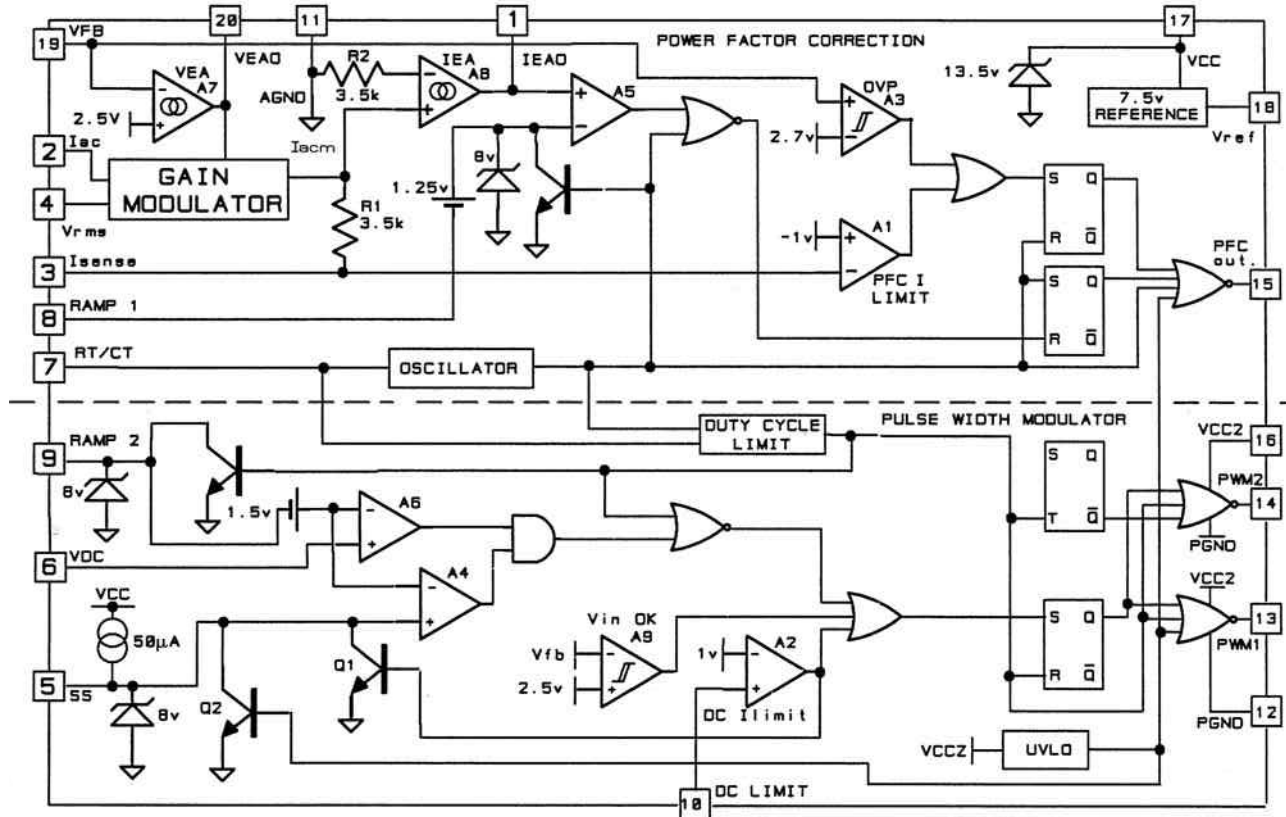 20
11
1
17
19
VFB
VEAO
R2
3.5k
AGND
IEA
A8
IEAO
POWER FACTOR CORRECTION
VCC
13.5v
7.5v
REFERENCE
18
Vref
VEA
A7
2.5V
A5
OVP
A3
2.7v
2
Iac
Iacm
GAIN
MODULATOR
4
Vrms
R1
3.5k
1.25v
8v
S Q
R Q
-1v
A1
PFC I
LIMIT
PFC
out.
15
3
Isense
S Q
R Q
8
RAMP 1
7
RT/CT
OSCILLATOR
PULSE WIDTH MODULATOR
DUTY CYCLE
LIMIT
9
RAMP 2
8v
1.5v
A6
S Q
T Q
VCC2
16
PWM2
14
PGND
6
VDC
A4
VCC
50μA
Vin OK
A9
Vfb
2.5v
A2
1v
DC Ilimit
S Q
R Q
VCC2
13
PWM1
5
SS
8v
Q1
Q2
12
PGND
VCCZ
UVLO
10
DC LIMIT